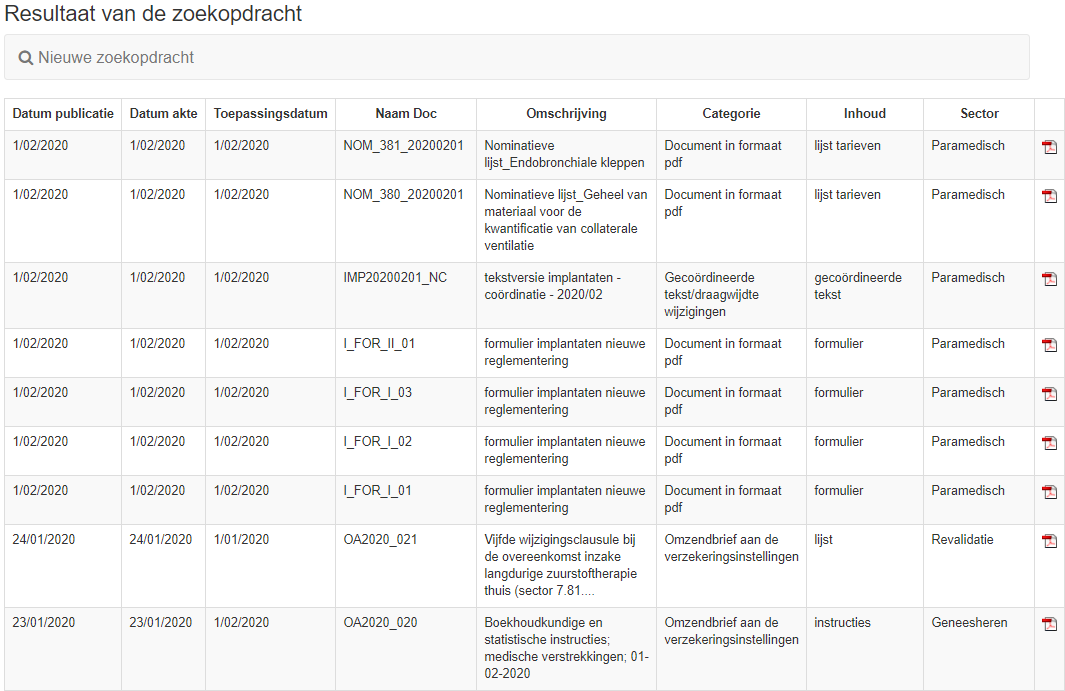 Resultaat van de zoekopdracht
Nieuwe zoekopdracht
Datum publicatie Datum akte Toepassingsdatum Naam Doc Omschrijving Categorie Inhoud Sector
1/02/2020 1/02/2020 1/02/2020 NOM_381_20200201 Nominatieve Document in formaat lijst tarieven Paramedisch
lijst_Endobronchiale kleppen pdf
1/02/2020 1/02/2020 1/02/2020 NOM_380_20200201 Nominatieve lijst_Geheel van Document in formaat lijst tarieven Paramedisch
materiaal voor de pdf
kwantificatie van collaterale
ventilatie
1/02/2020 1/02/2020 1/02/2020 IMP20200201_NC tekstversie implantaten - Gecoördineerde gecoördineerde Paramedisch
coördinatie - 2020/02 tekst/draagwijdte tekst
wijzigingen
1/02/2020 1/02/2020 1/02/2020 I_FOR_II_01 formulier implantaten nieuwe Document in formaat formulier Paramedisch
reglementering pdf
1/02/2020 1/02/2020 1/02/2020 I_FOR_I_03 formulier implantaten nieuwe Document in formaat formulier Paramedisch
reglementering pdf
1/02/2020 1/02/2020 1/02/2020 I_FOR_I_02 formulier implantaten nieuwe Document in formaat formulier Paramedisch
reglementering pdf
1/02/2020 1/02/2020 1/02/2020 I_FOR_I_01 formulier implantaten nieuwe Document in formaat formulier Paramedisch
reglementering pdf
24/01/2020 24/01/2020 1/01/2020 OA2020_021 Vijfde wijzigingsclausule bij Omzendbrief aan de lijst Revalidatie
de overeenkomst inzake verzekeringsinstellingen
langdurige zuurstoftherapie
thuis (sector 7.81....
23/01/2020 23/01/2020 1/02/2020 OA2020_020 Boekhoudkundige en Omzendbrief aan de instructies Geneesheren
statistische instructies; verzekeringsinstellingen
medische verstrekkingen; 01-
02-2020